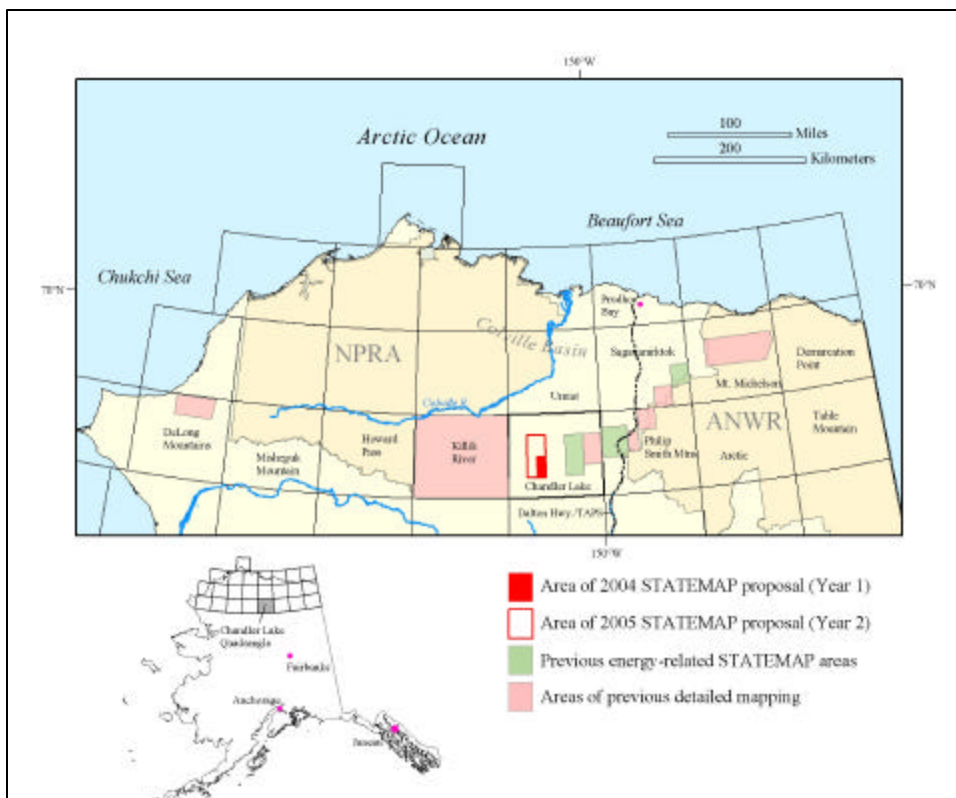 150°W
Arctic Ocean
100
Miles
200
Kilometers
Beaufort Sea
Chukchi Sea
70°N
70°N
Prudhoe
Bay
Colville Basin
NPRA
Sagavanirktok
Demarcation
Point
Mt. Michelson
Umiat
Colville R.
ANWR
Table
Mountain
DeLong
Mountains
Howard
Pass
Killik
River
Philip
Smith Mtns
Arctic
Misheguk
Mountain
Chandler Lake
Dalton Hwy./TAPS
150°W
Area of 2004 STATEMAP proposal (Year 1)
Area of 2005 STATEMAP proposal (Year 2)
Previous energy-related STATEMAP areas
Areas of previous detailed mapping
Chandler Lake
Quadrangle
Fairbanks
Anchorage
Juneau